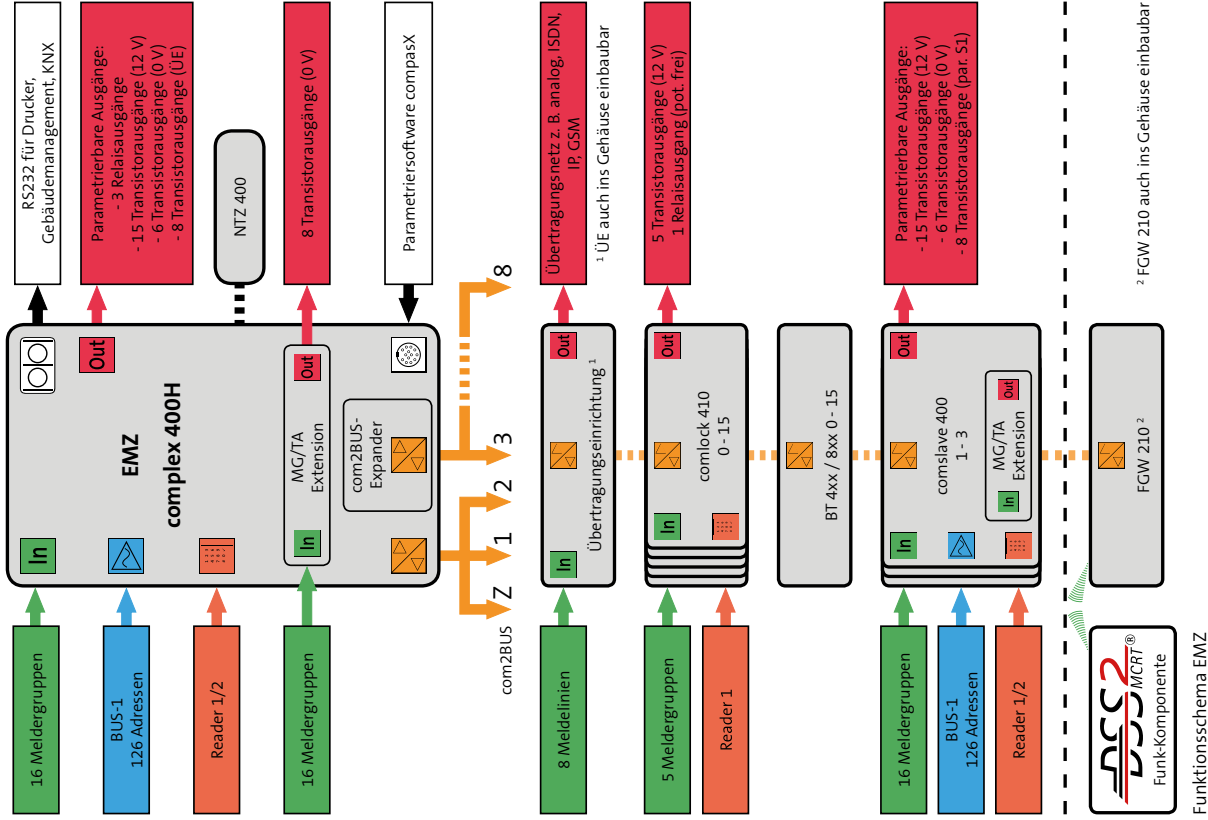 16 Meldergruppen
BUS-1
126 Adressen
Reader 1/2
16 Meldergruppen
In
In
EMZ
complex 400H
MG/TA
Extension
com2BUS-
Expander
Out
Out
RS232 für Drucker,
Gebäudemanagement, KNX
Parametrierbare Ausgänge:
- 3 Relaisausgänge
- 15 Transistorausgänge (12 V)
- 6 Transistorausgänge (0 V)
- 8 Transistorausgänge (ÜE)
NTZ 400
8 Transistorausgänge (0 V)
Parametriersoftware compasX
com2BUS
Z
1
2
3
8
8 Meldelinien
In
Übertragungseinrichtung ¹
Out
Übertragungsnetz z. B. analog, ISDN,
IP, GSM
¹ ÜE auch ins Gehäuse einbaubar
5 Meldergruppen
Reader 1
In
comlock 410
0 - 15
Out
5 Transistorausgänge (12 V)
1 Relaisausgang (pot. frei)
BT 4xx / 8xx 0 - 15
16 Meldergruppen
BUS-1
126 Adressen
Reader 1/2
In
comslave 400
1 - 3
In
MG/TA
Extension
Out
Out
Parametrierbare Ausgänge:
- 15 Transistorausgänge (12 V)
- 6 Transistorausgänge (0 V)
- 8 Transistorausgänge (par. S1)
DSS2
MCRT®
Funk-Komponente
FGW 210 ²
² FGW 210 auch ins Gehäuse einbaubar
Funktionsschema EMZ